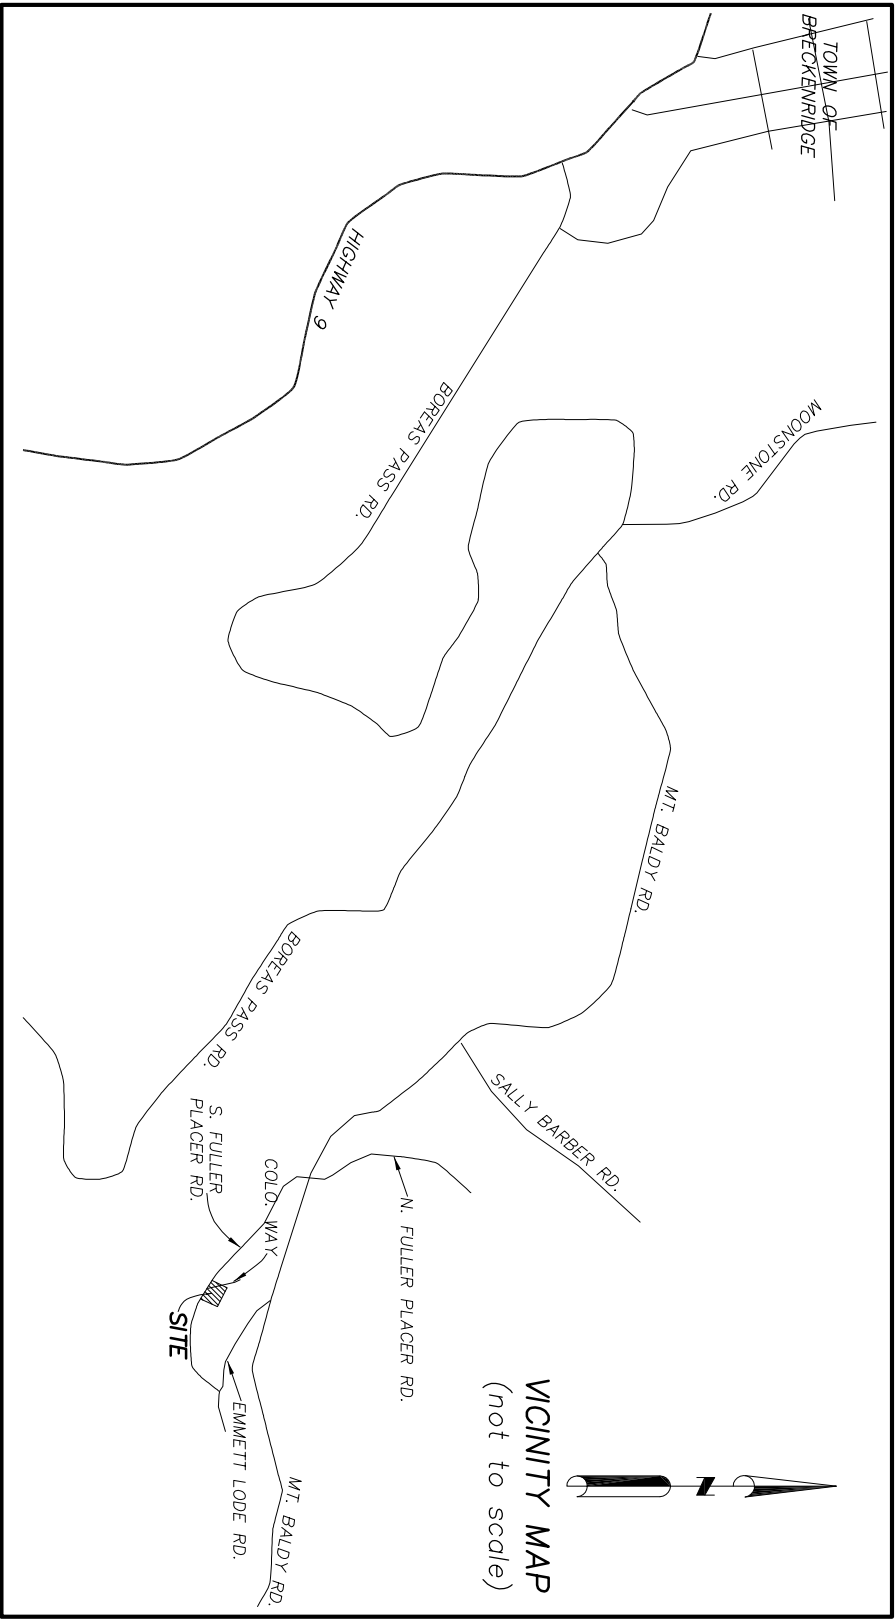 TOWN OF
BRECKENRIDGE
HIGHWAY 9
BOREAS PASS RD.
MOONSTONE RD.
MT. BALDY RD.
BOREAS PASS RD.
SALLY BARBER RD.
S. FULLER
PLACER RD.
COLO. WAY
N. FULLER PLACER RD.
SITE
EMMETT LODE RD.
MT. BALDY RD.
VICINITY MAP
(not to scale)
N